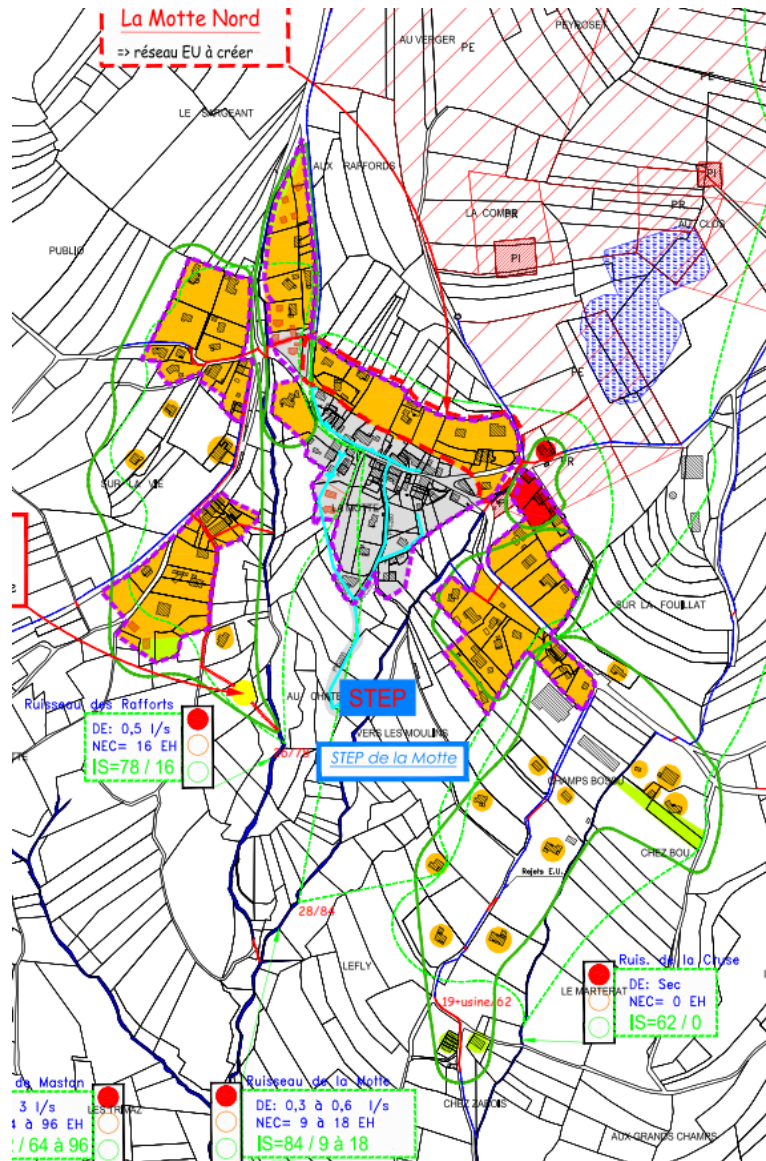 La Motte Nord
=> réseau EU à créer
AU VERGER
PE
PEYROSET
LE SARGEANT
AUX RAFFORDS
PI
PR
LA COMBE
PR
AU CLOS
PI
PUBLIO
PE
PR
SUR LA VIE
LA MOTTE
SUR LA FOUILLAT
e
Ruisseau des Rafforts
DE: 0,5 l/s
NEC= 16 EH
IS=78 / 16
AU CHATE
STEP
VERS LES MOULINS
STEP de la Motte
CHAMPS BOSSU
CHEZ BOU
Rejets E.U.
28/84
LEFLY
19+usine/62
LE MARTERAT
Ruis. de la Cruse
DE: Sec
NEC= 0 EH
IS=62 / 0
de Mastan
3 l/s
4 à 96 EH
/ 64 à 96
LES TRIMAZ
Ruisseau de la Motte
DE: 0,3 à 0,6 l/s
NEC= 9 à 18 EH
IS=84 / 9 à 18
CHEZ ZABOIS
AUX GRANDS CHAMPS